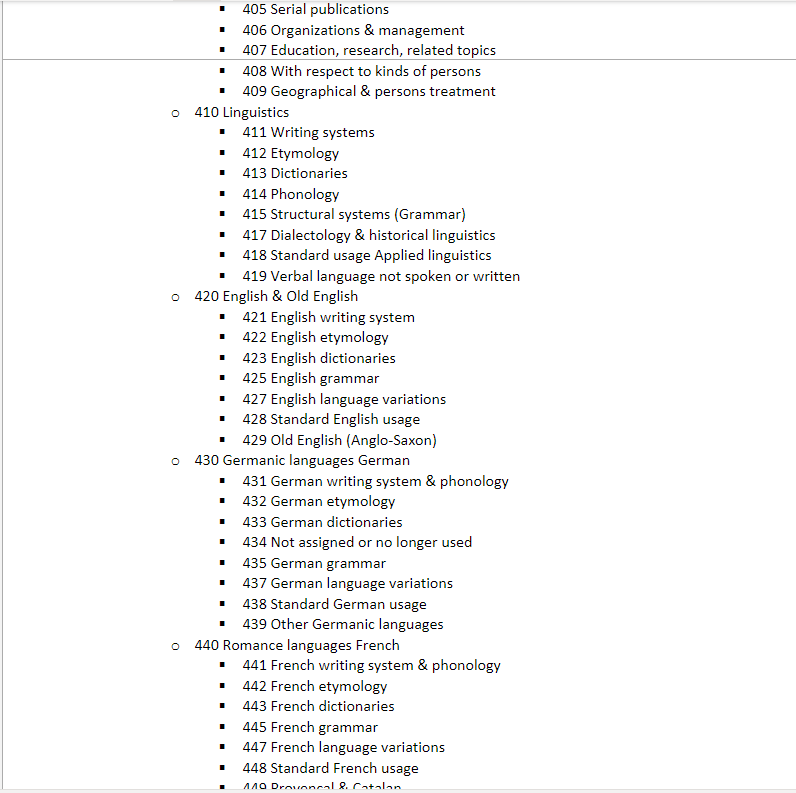 405 Serial publications
406 Organizations & management
407 Education, research, related topics
408 With respect to kinds of persons
409 Geographical & persons treatment
410 Linguistics
411 Writing systems
412 Etymology
413 Dictionaries
414 Phonology
415 Structural systems (Grammar)
417 Dialectology & historical linguistics
418 Standard usage Applied linguistics
419 Verbal language not spoken or written
420 English & Old English
421 English writing system
422 English etymology
423 English dictionaries
425 English grammar
427 English language variations
428 Standard English usage
429 Old English (Anglo-Saxon)
430 Germanic languages German
431 German writing system & phonology
432 German etymology
433 German dictionaries
434 Not assigned or no longer used
435 German grammar
437 German language variations
438 Standard German usage
439 Other Germanic languages
440 Romance languages French
441 French writing system & phonology
442 French etymology
443 French dictionaries
445 French grammar
447 French language variations
448 Standard French usage
449 Provençal & Catalan